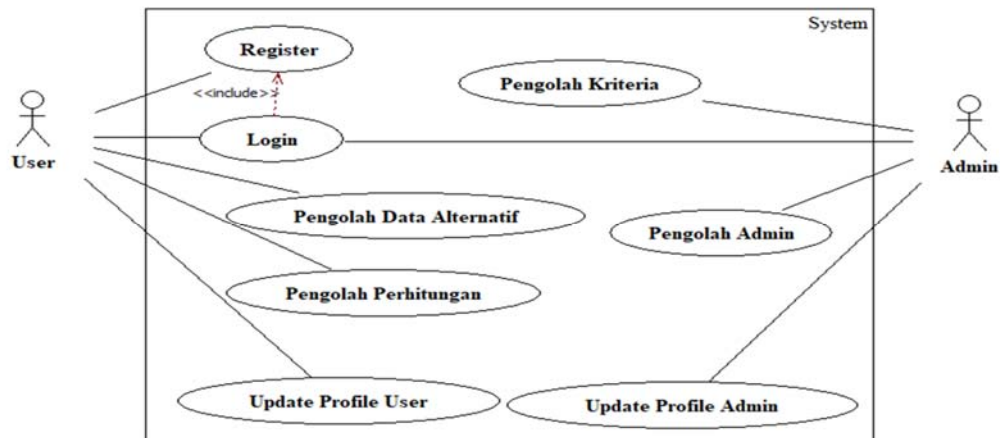 System
Register
Pengolah Kriteria
<<include>>
Login
User
Admin
Pengolah Data Alternatif
Pengolah Admin
Pengolah Perhitungan
Update Profile User
Update Profile Admin